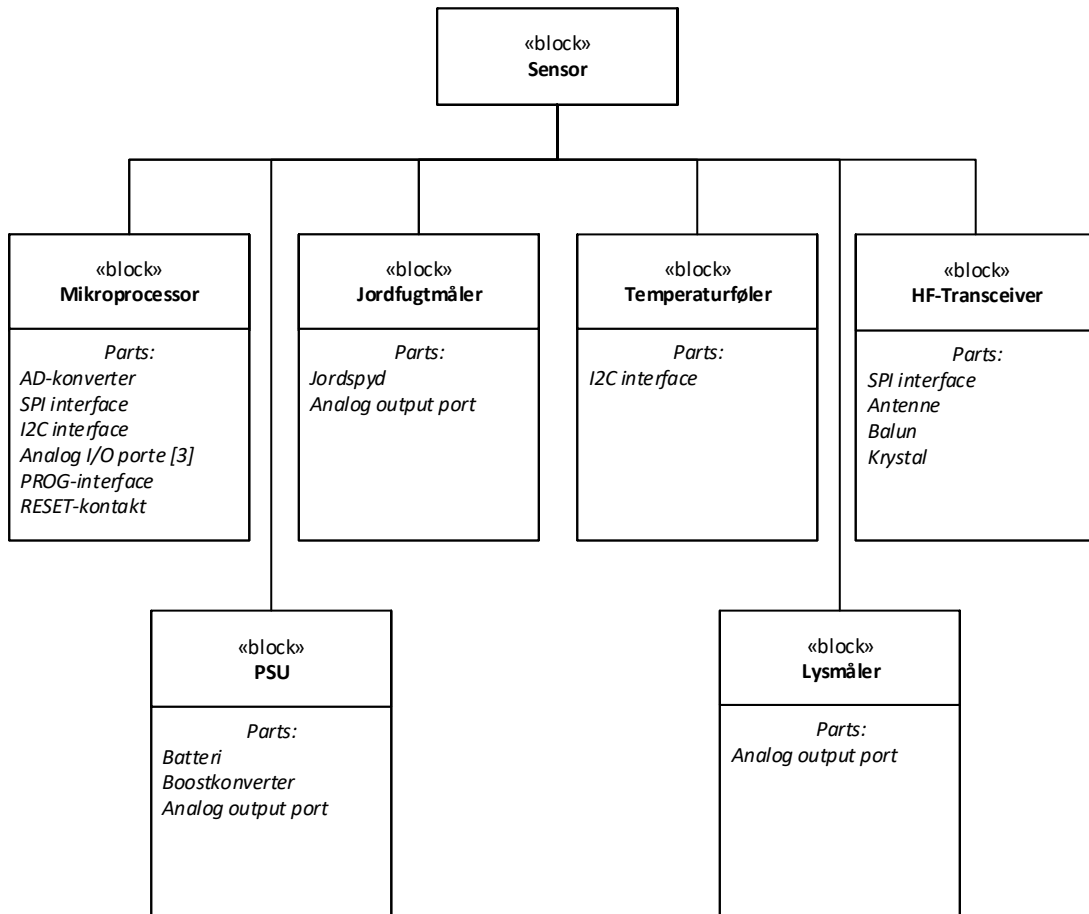 «block»
Sensor
«block»
Mikroprocessor
Parts:
AD-konverter
SPI interface
I2C interface
Analog I/O porte [3]
PROG-interface
RESET-kontakt
«block»
Jordfugtmåler
Parts:
Jordspyd
Analog output port
«block»
Temperaturføler
Parts:
I2C interface
«block»
HF-Transceiver
Parts:
SPI interface
Antenne
Balun
Krystal
«block»
PSU
Parts:
Batteri
Boostkonverter
Analog output port
«block»
Lysmåler
Parts:
Analog output port